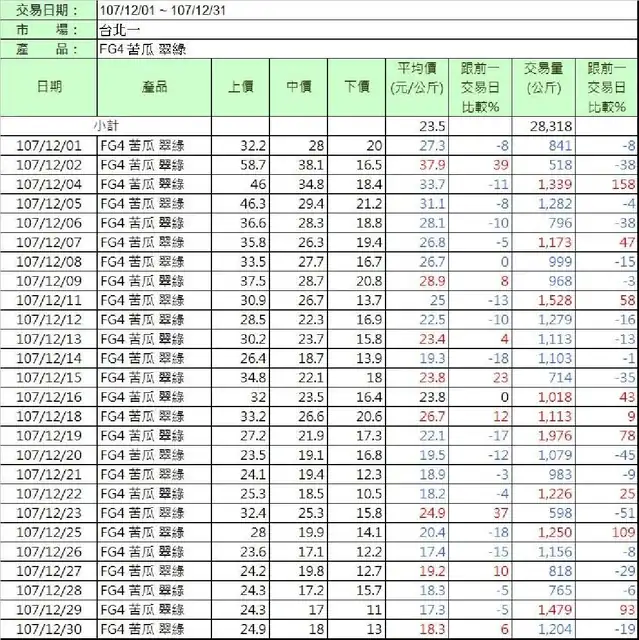 交易日期： 107/12/01 ~ 107/12/31
市 場： 台北一
產 品： FG4 苦瓜 翠綠
日期 產品 上價 中價 下價 平均價(元/公斤) 跟前一交易日比較% 交易量(公斤) 跟前一交易日比較%
小計 23.5 28,318
107/12/01 FG4 苦瓜 翠綠 32.2 28 20 27.3 -8 841 -8
107/12/02 FG4 苦瓜 翠綠 58.7 38.1 16.5 37.9 39 518 -38
107/12/04 FG4 苦瓜 翠綠 46 34.8 18.4 33.7 -11 1,339 158
107/12/05 FG4 苦瓜 翠綠 46.3 29.4 21.2 31.1 -8 1,282 -4
107/12/06 FG4 苦瓜 翠綠 36.6 28.3 18.8 28.1 -10 796 -38
107/12/07 FG4 苦瓜 翠綠 35.8 26.3 19.4 26.8 -5 1,173 47
107/12/08 FG4 苦瓜 翠綠 33.5 27.7 16.7 26.7 0 999 -15
107/12/09 FG4 苦瓜 翠綠 37.5 28.7 20.8 28.9 8 968 -3
107/12/11 FG4 苦瓜 翠綠 30.9 26.7 13.7 25 -13 1,528 58
107/12/12 FG4 苦瓜 翠綠 28.5 22.3 16.9 22.5 -10 1,279 -16
107/12/13 FG4 苦瓜 翠綠 30.2 23.7 15.8 23.4 4 1,113 -13
107/12/14 FG4 苦瓜 翠綠 26.4 18.7 13.9 19.3 -18 1,103 -1
107/12/15 FG4 苦瓜 翠綠 34.8 22.1 18 23.8 23 714 -35
107/12/16 FG4 苦瓜 翠綠 32 23.5 16.4 23.8 0 1,018 43
107/12/18 FG4 苦瓜 翠綠 33.2 26.6 20.6 26.7 12 1,113 9
107/12/19 FG4 苦瓜 翠綠 27.2 21.9 17.3 22.1 -17 1,976 78
107/12/20 FG4 苦瓜 翠綠 23.5 19.1 16.8 19.5 -12 1,079 -45
107/12/21 FG4 苦瓜 翠綠 24.1 19.4 12.3 18.9 -3 983 -9
107/12/22 FG4 苦瓜 翠綠 25.3 18.5 10.5 18.2 -4 1,226 25
107/12/23 FG4 苦瓜 翠綠 32.4 25.3 15.8 24.9 37 598 -51
107/12/25 FG4 苦瓜 翠綠 28 19.9 14.1 20.4 -18 1,250 109
107/12/26 FG4 苦瓜 翠綠 23.6 17.1 12.2 17.4 -15 1,156 -8
107/12/27 FG4 苦瓜 翠綠 24.2 19.8 12.7 19.2 10 818 -29
107/12/28 FG4 苦瓜 翠綠 24.3 17.2 15.7 18.3 -5 765 -6
107/12/29 FG4 苦瓜 翠綠 24.3 17 11 17.3 -5 1,479 93
107/12/30 FG4 苦瓜 翠綠 24.9 18 13 18.3 6 1,204 -19